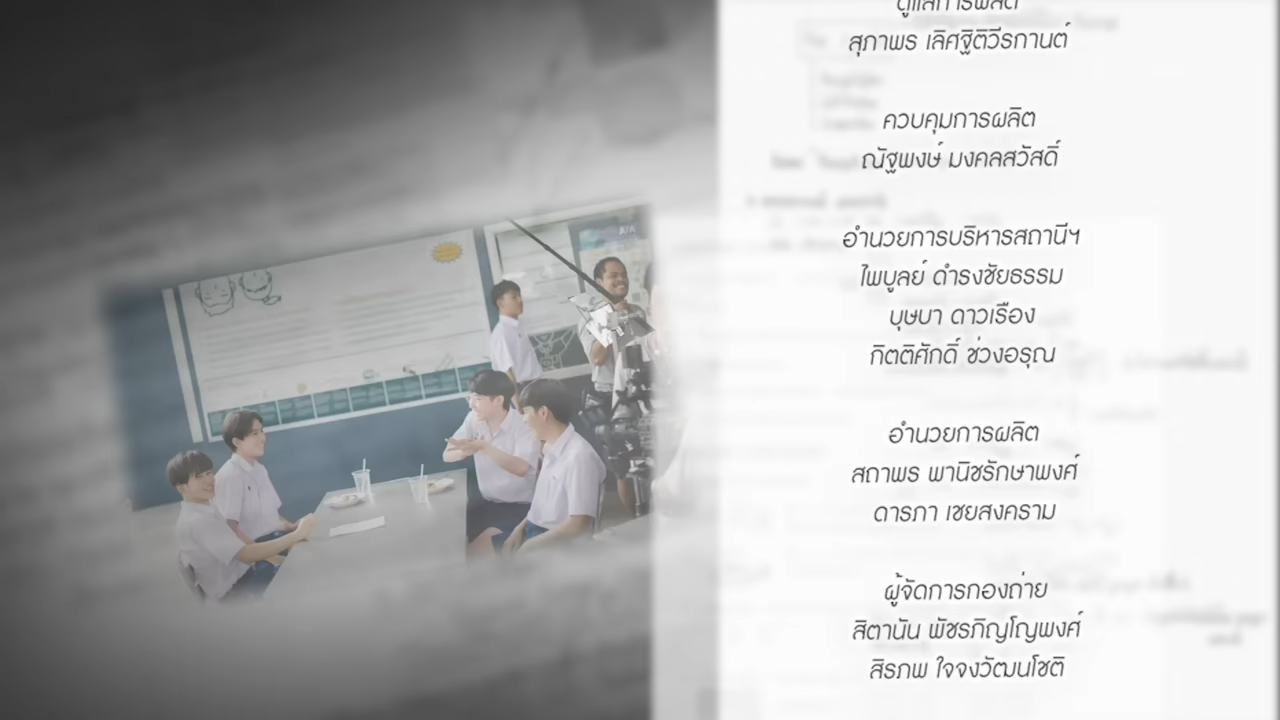 ดูแลการผลิต
สุภาพร เลิศฐิติวีรกานต์
ควบคุมการผลิต
ณัฐพงษ์ มงคลสวัสดิ์
อำนวยการบริหารสถานีฯ
ไพบูลย์ ดำรงชัยธรรม
บุษบา ดาวเรือง
กิตติศักดิ์ ช่วงอรุณ
อำนวยการผลิต
สถาพร พานิชรักษาพงศ์
ดารภา เชยสงคราม
ผู้จัดการกองถ่าย
สิตานัน พัชรภิญโญพงศ์
สิรภพ ใจจงวัฒนโชติ